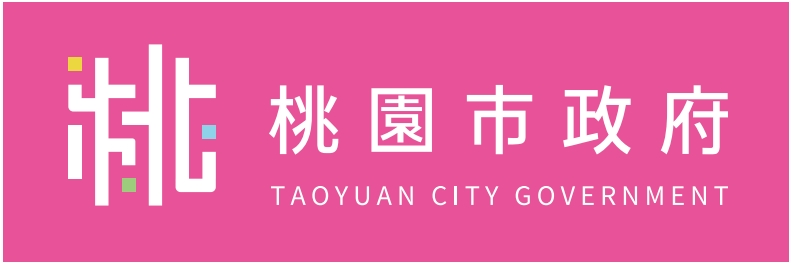 桃園市政府
TAOYUAN CITY GOVERNMENT